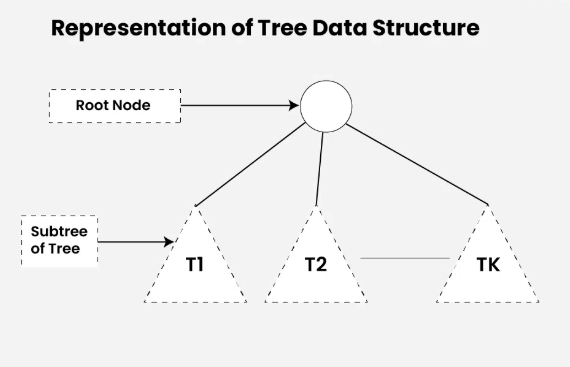 Representation of Tree Data Structure
Root Node
Subtree
of Tree
T1
T2
TK